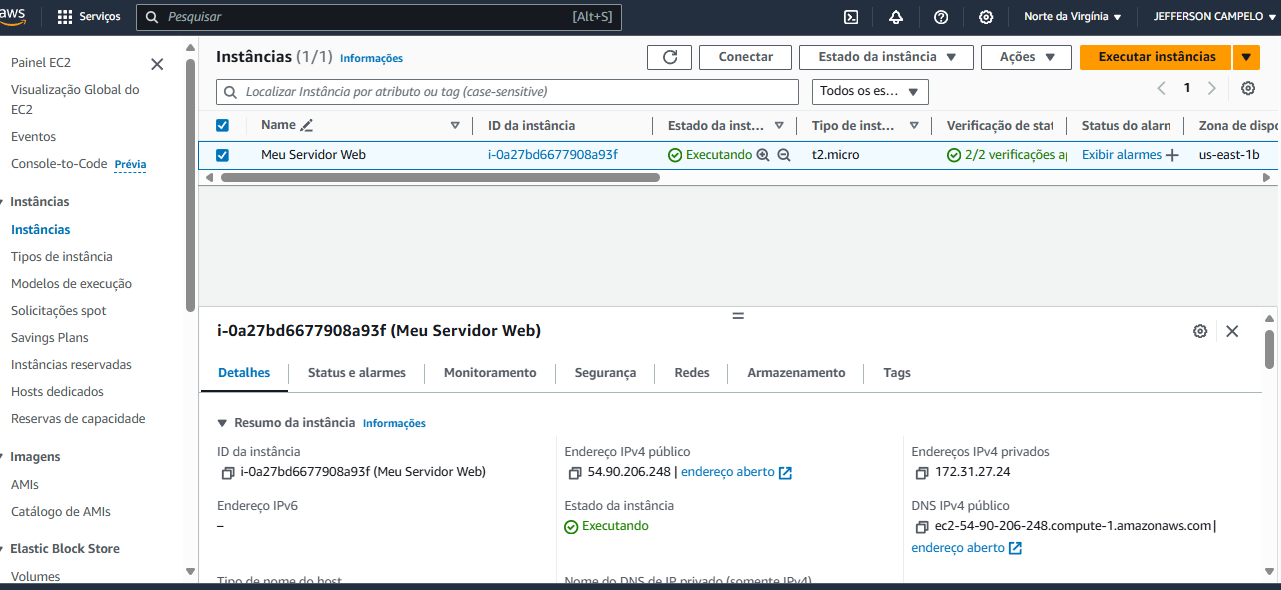 aws Serviços Pesquisar [Alt+S] Norte da Virgínia JEFFERSON CAMPELO
Painel EC2
Visualização Global do
EC2
Eventos
Console-to-Code Prévia
Instâncias
Instâncias
Tipos de instância
Modelos de execução
Solicitações spot
Savings Plans
Instâncias reservadas
Hosts dedicados
Reservas de capacidade
Imagens
AMIs
Catálogo de AMIs
Elastic Block Store
Volumes
Instâncias (1/1) Informações Conectar Estado da instância Ações Executar instâncias
Localizar Instância por atributo ou tag (case-sensitive) Todos os es... 1
Name ID da instância Estado da inst... Tipo de inst... Verificação de stat Status do alarm Zona de dispo
Meu Servidor Web i-0a27bd6677908a93f Executando t2.micro 2/2 verificações ap Exibir alarmes us-east-1b
i-0a27bd6677908a93f (Meu Servidor Web)
Detalhes Status e alarmes Monitoramento Segurança Redes Armazenamento Tags
Resumo da instância Informações
ID da instância Endereço IPv4 público Endereços IPv4 privados
i-0a27bd6677908a93f (Meu Servidor Web) 54.90.206.248 | endereço aberto 172.31.27.24
Endereço IPv6 Estado da instância DNS IPv4 público
– Executando ec2-54-90-206-248.compute-1.amazonaws.com |
endereço aberto
Tipo de nome do host Nome do DNS de IP privado (somente IPv4)